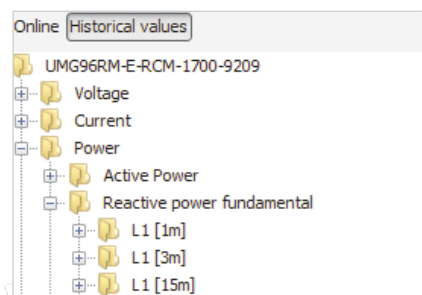 Online Historical values
UMG96RM-E-RCM-1700-9209
Voltage
Current
Power
Active Power
Reactive power fundamental
L1 [1m]
L1 [3m]
L1 [15m]